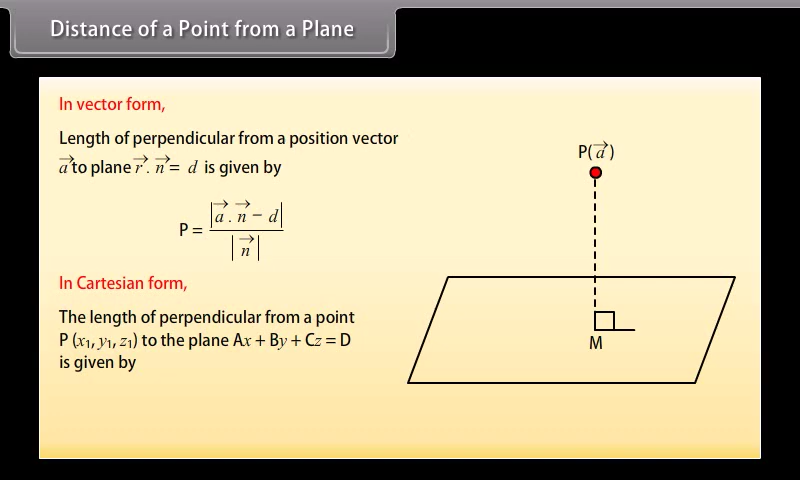 Distance of a Point from a Plane
In vector form,
Length of perpendicular from a position vector
a⃗ to plane r⃗ . n⃗ = d is given by
P = |a⃗ . n⃗ − d| / |n⃗|
In Cartesian form,
The length of perpendicular from a point
P (x₁, y₁, z₁) to the plane Ax + By + Cz = D
is given by
P(a⃗)
M